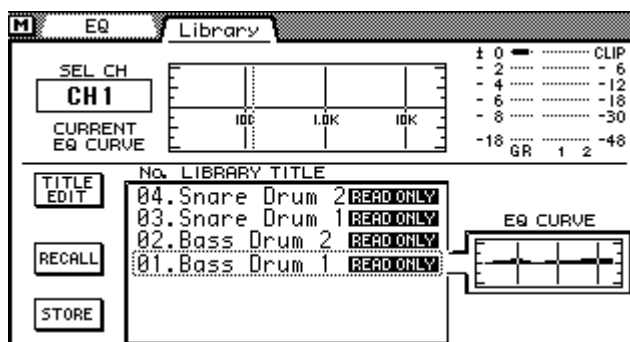 M EQ Library
SEL CH
CH1
CURRENT
EQ CURVE
100 1.0K 10K
± 0 CLIP
- 2 - 6
- 4 -12
- 6 -18
- 8 -30
-18 -48
GR 1 2
TITLE
EDIT
RECALL
STORE
No. LIBRARY TITLE
04.Snare Drum 2 READ ONLY
03.Snare Drum 1 READ ONLY
02.Bass Drum 2 READ ONLY
01.Bass Drum 1 READ ONLY
EQ CURVE